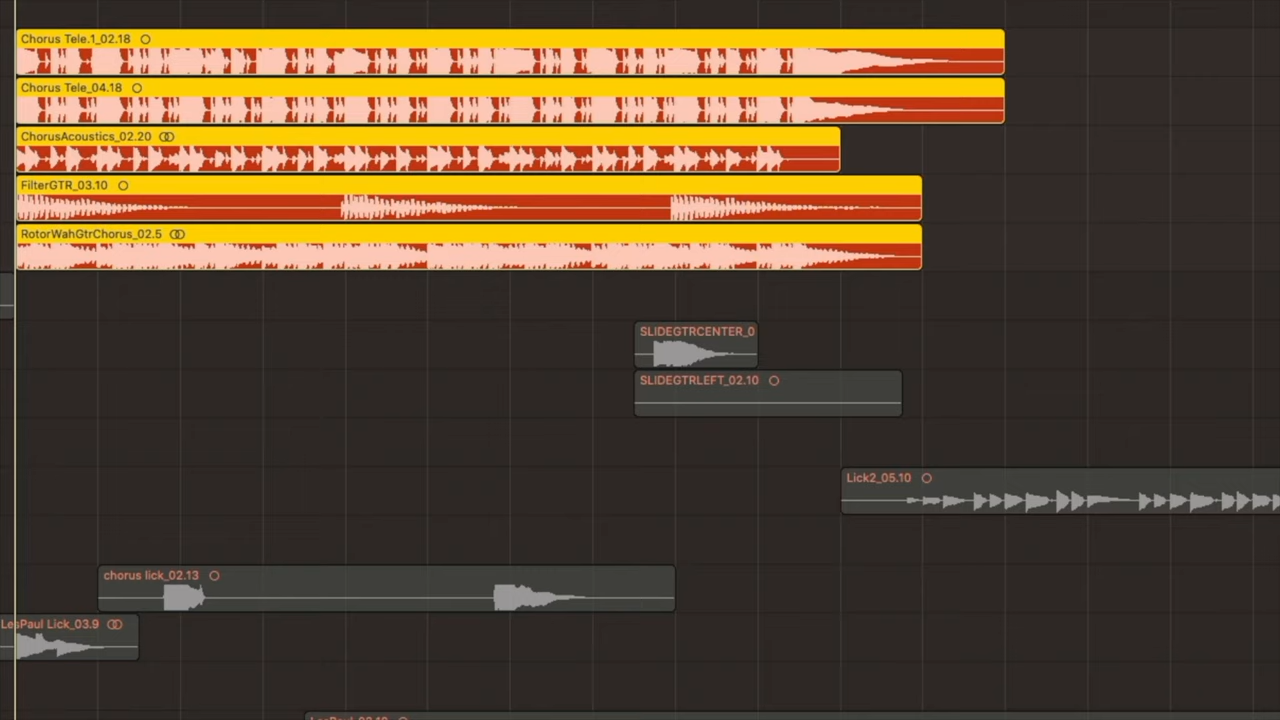 Chorus Tele.1_02.18
Chorus Tele_04.18
ChorusAcoustics_02.20
FilterGTR_03.10
RotorWahGtrChorus_02.5
SLIDEGTRCENTER_0
SLIDEGTRLEFT_02.10
Lick2_05.10
chorus lick_02.13
LesPaul Lick_03.9